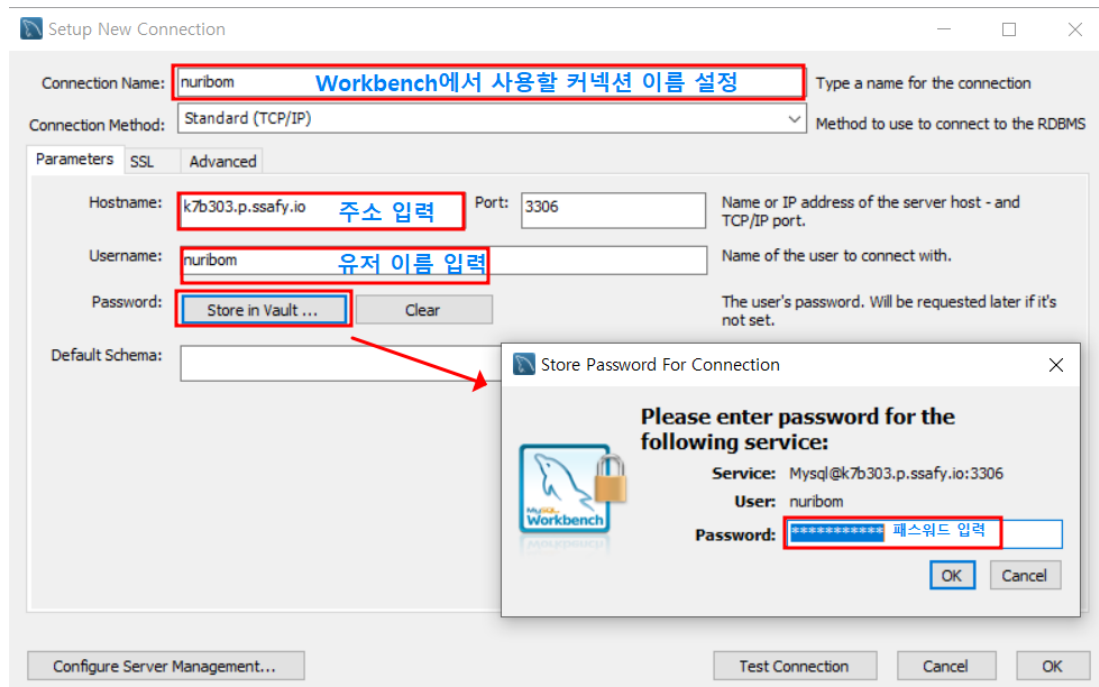 Setup New Connection
Connection Name: nuribom Workbench에서 사용할 커넥션 이름 설정 Type a name for the connection
Connection Method: Standard (TCP/IP) Method to use to connect to the RDBMS
Parameters SSL Advanced
Hostname: k7b303.p.ssafy.io 주소 입력 Port: 3306 Name or IP address of the server host - and
TCP/IP port.
Username: nuribom 유저 이름 입력 Name of the user to connect with.
Password: Store in Vault ... Clear The user's password. Will be requested later if it's
not set.
Default Schema:
Store Password For Connection
Please enter password for the
following service:
Service: Mysql@k7b303.p.ssafy.io:3306
User: nuribom
Password: *********** 패스워드 입력
MySQL
Workbench
OK Cancel
Configure Server Management... Test Connection Cancel OK